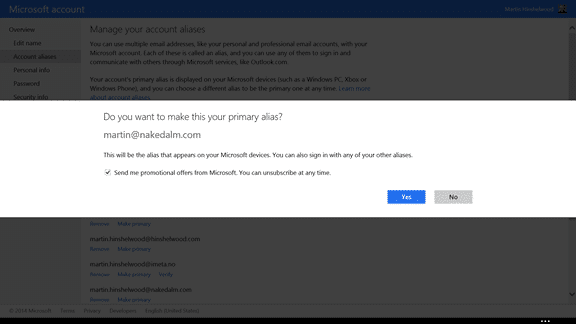 Microsoft account
Martin Hinshelwood
Overview
Edit name
Account aliases
Personal info
Password
Security info
Manage your account aliases
You can use multiple email addresses, like your personal and professional email accounts, with your
Microsoft account. Each of these is called an alias, and you can use any of them to sign in and
communicate with others through Microsoft services, like Outlook.com.
Your account's primary alias is displayed on your Microsoft devices (such as a Windows PC, Xbox or
Windows Phone), and you can choose a different alias to be the primary one at any time. Learn more
about account aliases.
Do you want to make this your primary alias?
martin@nakedalm.com
This will be the alias that appears on your Microsoft devices. You can also sign in with any of your other aliases.
Send me promotional offers from Microsoft. You can unsubscribe at any time.
Yes No
Remove Make primary
martin.hinshelwood@hinshelwood.com
Remove Make primary
martin.hinshelwood@imeta.no
Remove Make primary Verify
martin.hinshelwood@nakedalm.com
Remove Make primary
© 2014 Microsoft Terms Privacy Developers English (United States)